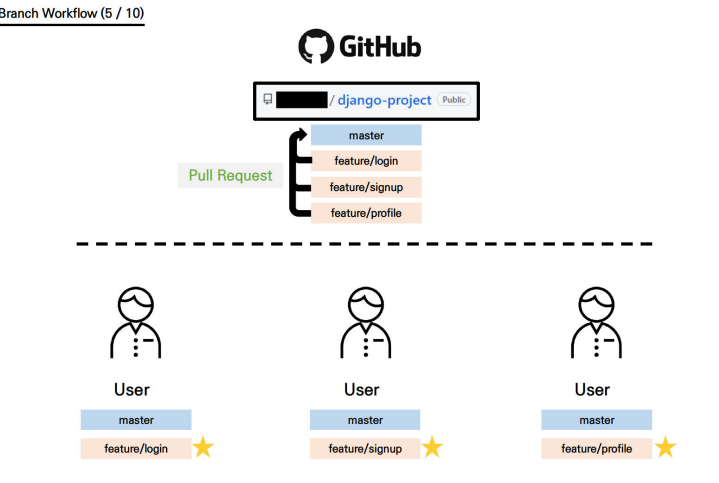 Branch Workflow (5 / 10)
GitHub
/ django-project Public
master
feature/login
Pull Request
feature/signup
feature/profile
User User User
master master master
feature/login feature/signup feature/profile